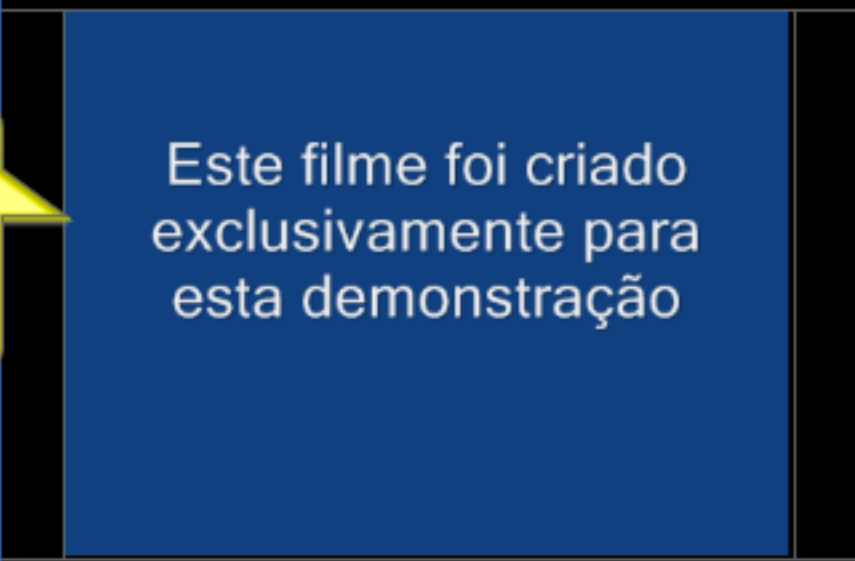 Este filme foi criado
exclusivamente para
esta demonstração